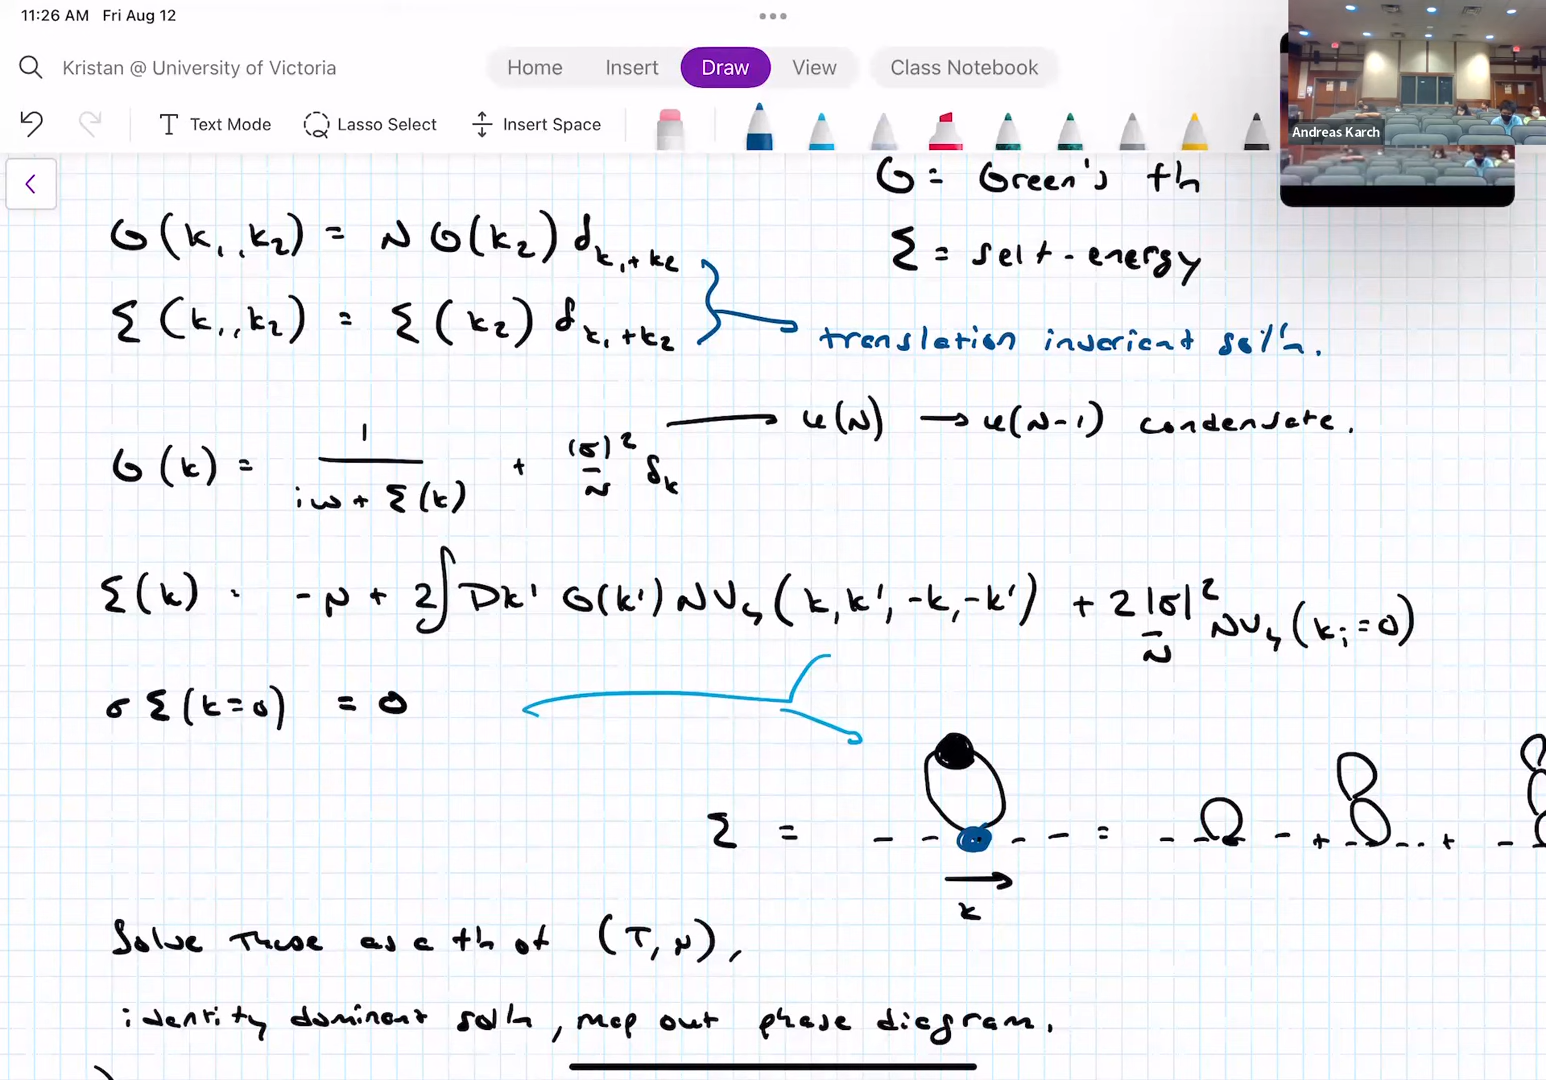 11:26 AM Fri Aug 12
Kristan @ University of Victoria
Home Insert Draw View Class Notebook
Text Mode Lasso Select Insert Space
Andreas Karch
G = Green's fn
G(k₁,k₂) = N G(k₂) δ_{k₁+k₂}
Σ = self-energy
Σ(k₁,k₂) = Σ(k₂) δ_{k₁+k₂}
translation invariant sol'n.
G(k) = 1/(iω + Σ(k)) + |σ|²/N δ_k → U(N) → U(N-1) condensate.
Σ(k) = -μ + 2∫Dk' G(k') N V₄(k,k',-k,-k') + 2|σ|²/N N V₄(kᵢ=0)
σ Σ(k=0) = 0
Σ = =
+ +
k
Solve these as a fn of (T,μ),
identify dominant soln, map out phase diagram.